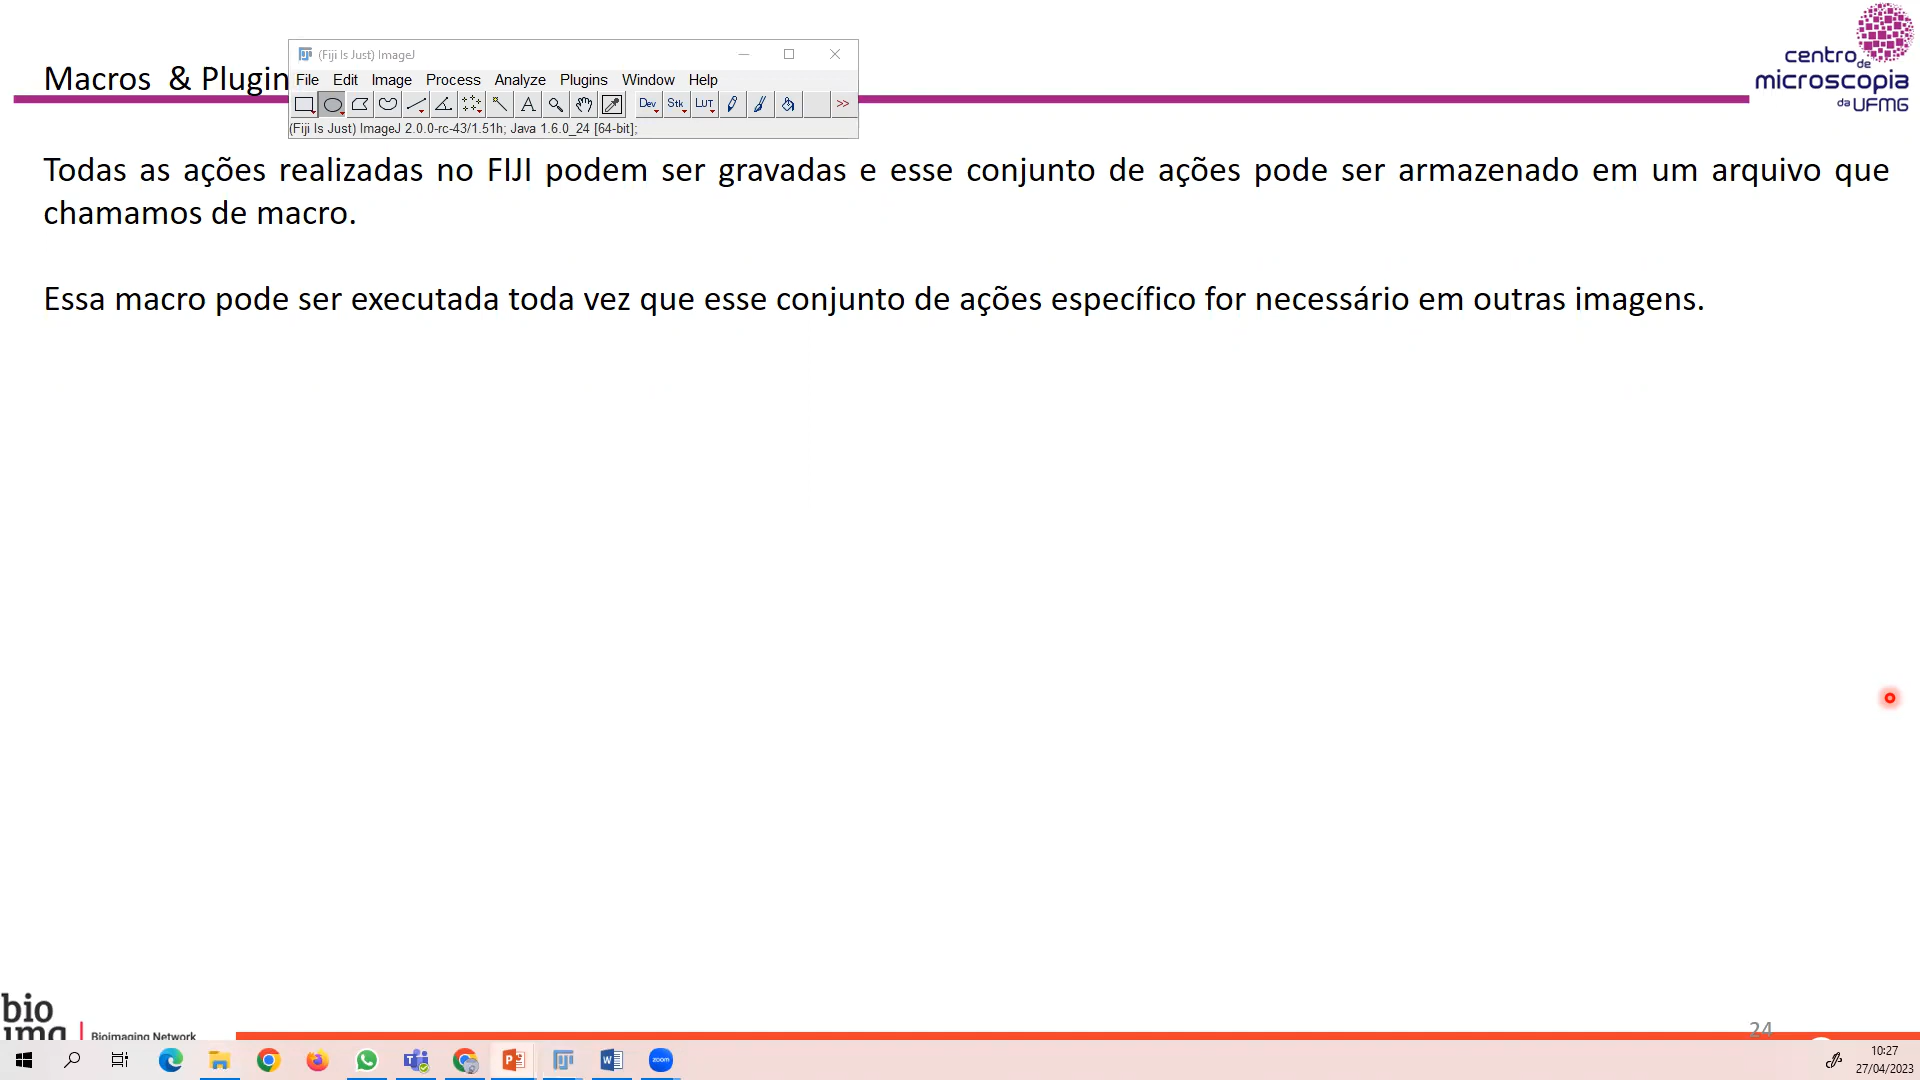 centro
de
microscopia
da UFMG
(Fiji Is Just) ImageJ
Macros & Plugin
File Edit Image Process Analyze Plugins Window Help
Dev Stk LUT >>
(Fiji Is Just) ImageJ 2.0.0-rc-43/1.51h; Java 1.6.0_24 [64-bit];
Todas as ações realizadas no FIJI podem ser gravadas e esse conjunto de ações pode ser armazenado em um arquivo que
chamamos de macro.
Essa macro pode ser executada toda vez que esse conjunto de ações específico for necessário em outras imagens.
bio
img
Bioimaging Network
24
zoom
10:27
27/04/2023